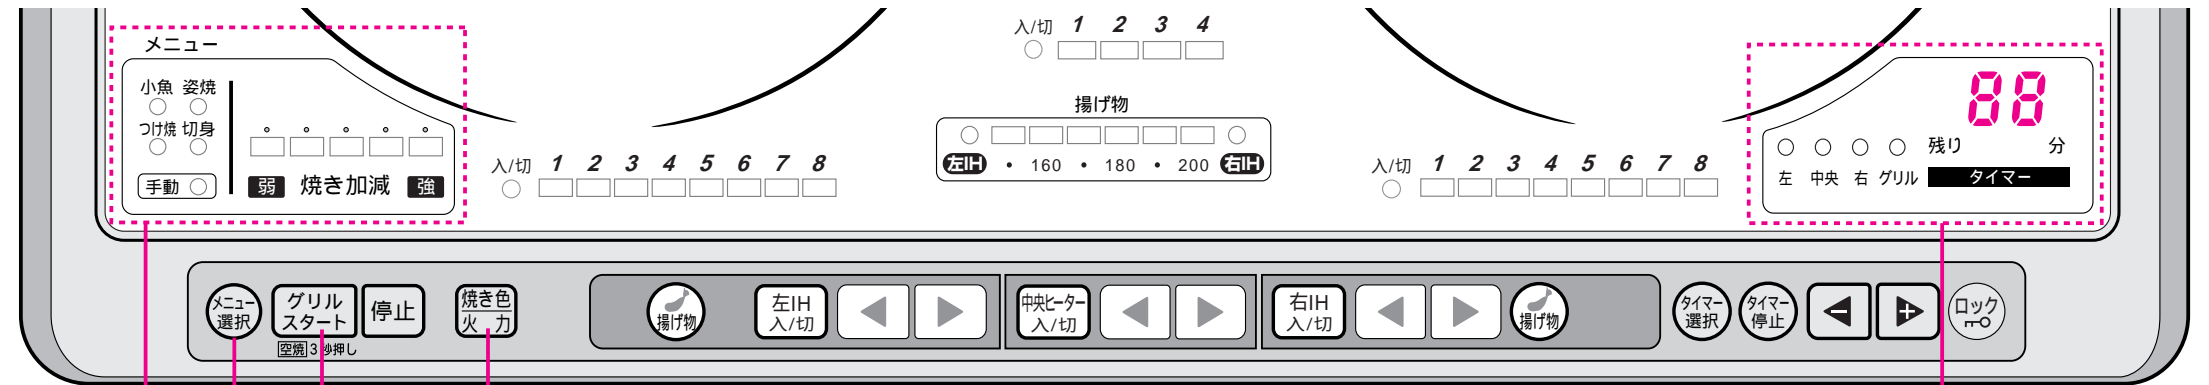 メニュー
小魚 姿焼
つけ焼 切身
手動
弱 焼き加減 強
入/切 1 2 3 4 5 6 7 8
入/切 1 2 3 4
揚げ物
左IH ・ 160 ・ 180 ・ 200 右IH
入/切 1 2 3 4 5 6 7 8
88
残り 分
左 中央 右 グリル タイマー
メニュー
選択
グリル
スタート
空焼 3秒押し
停止
焼き色
火 力
揚げ物
左IH
入/切
◀ ▶
中央ヒーター
入/切
◀ ▶
右IH
入/切
◀ ▶
揚げ物
タイマー
選択
タイマー
停止
− +
ロック